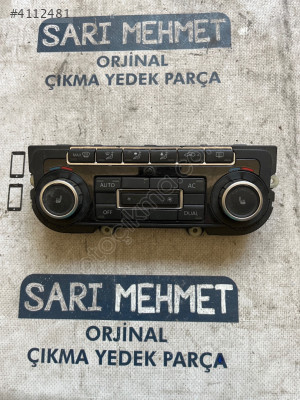 #4112481
SARI MEHMET
ORJİNAL
ÇIKMA YEDEK PARÇA
MAX
AUTO
AC
OFF
DUAL
SARI MEHMET
ORJİNAL
ÇIKMA YEDEK PARÇA